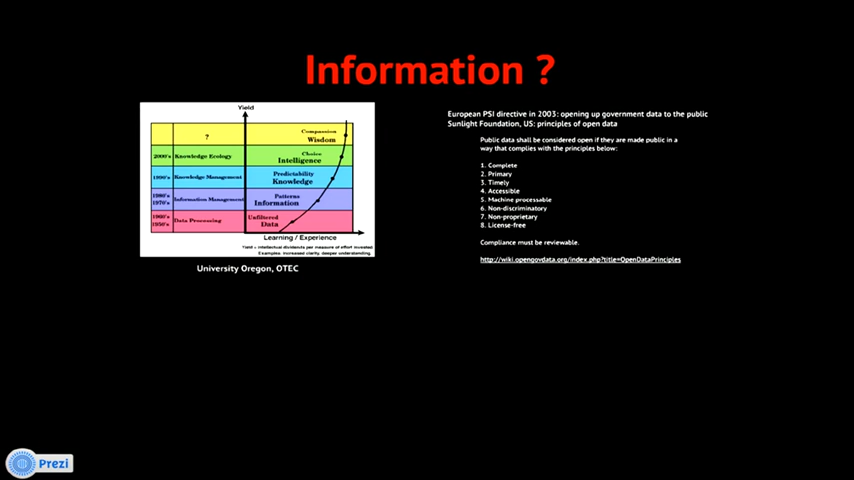 Information ?
Yield
?
Compassion
Wisdom
2000's Knowledge Ecology
Choice
Intelligence
1990's Knowledge Management
Predictability
Knowledge
1980's
1970's
Information Management
Patterns
Information
1960's
1950's
Data Processing
Unfiltered
Data
Learning / Experience
Yield = intellectual dividends per measure of effort invested
Examples: increased clarity, deeper understanding.
University Oregon, OTEC
European PSI directive in 2003: opening up government data to the public
Sunlight Foundation, US: principles of open data
Public data shall be considered open if they are made public in a
way that complies with the principles below:
1. Complete
2. Primary
3. Timely
4. Accessible
5. Machine processable
6. Non-discriminatory
7. Non-proprietary
8. License-free
Compliance must be reviewable.
http://wiki.opengovdata.org/index.php?title=OpenDataPrinciples
Prezi